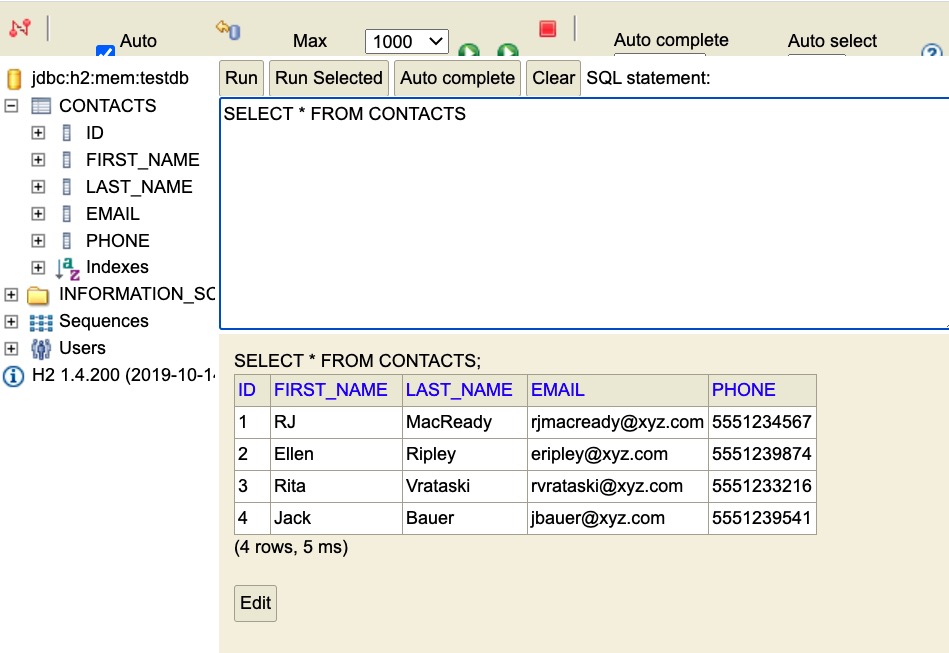 Auto Max 1000 Auto complete Auto select
jdbc:h2:mem:testdb
CONTACTS
ID
FIRST_NAME
LAST_NAME
EMAIL
PHONE
Indexes
INFORMATION_SC
Sequences
Users
H2 1.4.200 (2019-10-14
Run Run Selected Auto complete Clear SQL statement:
SELECT * FROM CONTACTS
SELECT * FROM CONTACTS;
ID FIRST_NAME LAST_NAME EMAIL PHONE
1 RJ MacReady rjmacready@xyz.com 5551234567
2 Ellen Ripley eripley@xyz.com 5551239874
3 Rita Vrataski rvrataski@xyz.com 5551233216
4 Jack Bauer jbauer@xyz.com 5551239541
(4 rows, 5 ms)
Edit